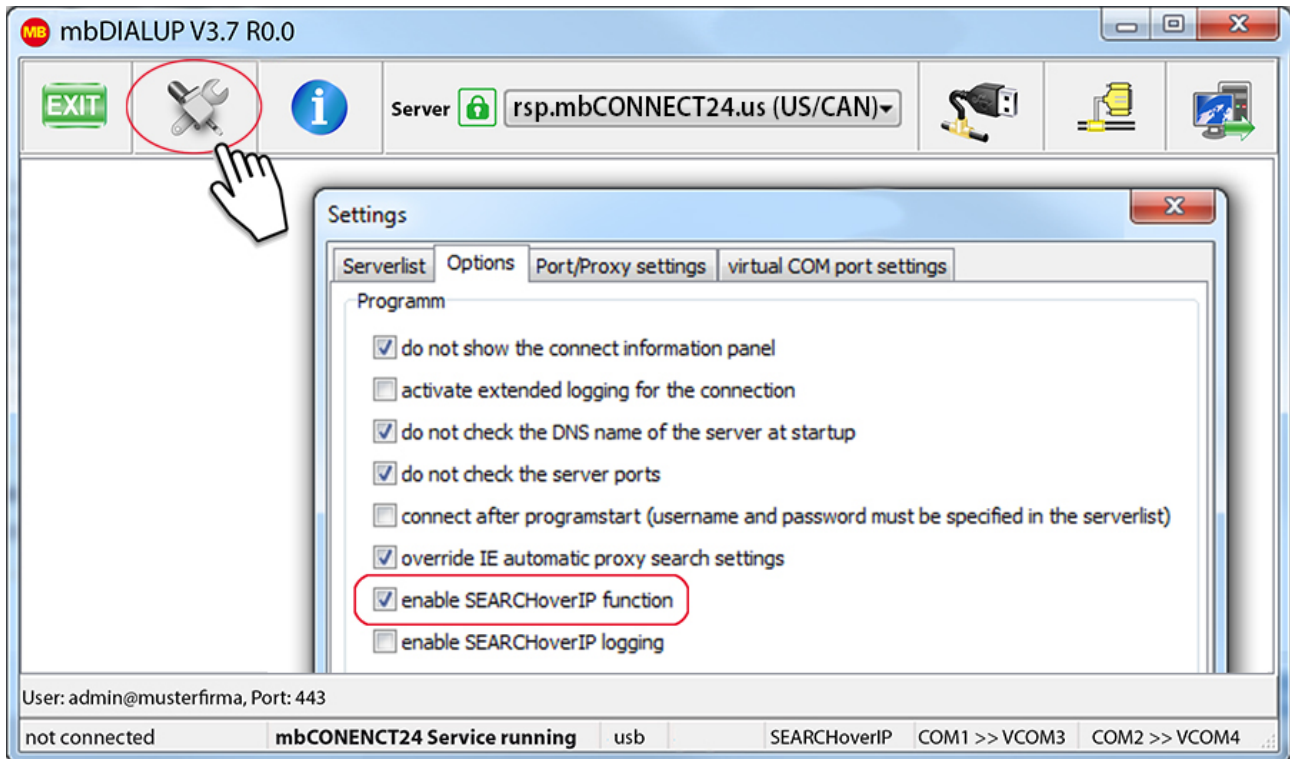 MB mbDIALUP V3.7 R0.0
EXIT i Server rsp.mbCONNECT24.us (US/CAN)
Settings
Serverlist Options Port/Proxy settings virtual COM port settings
Programm
do not show the connect information panel
activate extended logging for the connection
do not check the DNS name of the server at startup
do not check the server ports
connect after programstart (username and password must be specified in the serverlist)
override IE automatic proxy search settings
enable SEARCHoverIP function
enable SEARCHoverIP logging
User: admin@musterfirma, Port: 443
not connected mbCONENCT24 Service running usb SEARCHoverIP COM1 >> VCOM3 COM2 >> VCOM4